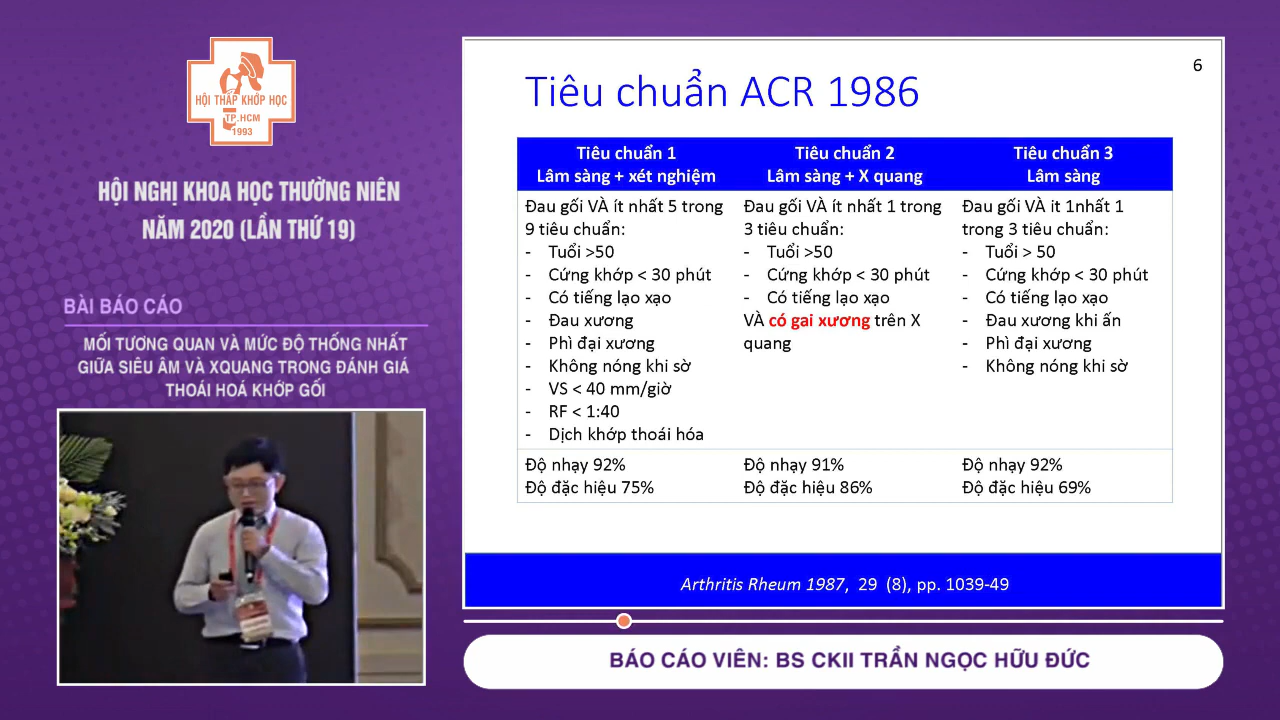 HỘI THẤP KHỚP HỌC
TP.HCM
1993
HỘI NGHỊ KHOA HỌC THƯỜNG NIÊN
NĂM 2020 (LẦN THỨ 19)
BÀI BÁO CÁO
MỐI TƯƠNG QUAN VÀ MỨC ĐỘ THỐNG NHẤT
GIỮA SIÊU ÂM VÀ XQUANG TRONG ĐÁNH GIÁ
THOÁI HOÁ KHỚP GỐI
6
Tiêu chuẩn ACR 1986
Tiêu chuẩn 1
Lâm sàng + xét nghiệm
Đau gối VÀ ít nhất 5 trong
9 tiêu chuẩn:
- Tuổi >50
- Cứng khớp < 30 phút
- Có tiếng lạo xạo
- Đau xương
- Phì đại xương
- Không nóng khi sờ
- VS < 40 mm/giờ
- RF < 1:40
- Dịch khớp thoái hóa
Độ nhạy 92%
Độ đặc hiệu 75%
Tiêu chuẩn 2
Lâm sàng + X quang
Đau gối VÀ ít nhất 1 trong
3 tiêu chuẩn:
- Tuổi >50
- Cứng khớp < 30 phút
- Có tiếng lạo xạo
VÀ có gai xương trên X
quang
Độ nhạy 91%
Độ đặc hiệu 86%
Tiêu chuẩn 3
Lâm sàng
Đau gối VÀ it 1nhất 1
trong 3 tiêu chuẩn:
- Tuổi > 50
- Cứng khớp < 30 phút
- Có tiếng lạo xạo
- Đau xương khi ấn
- Phì đại xương
- Không nóng khi sờ
Độ nhạy 92%
Độ đặc hiệu 69%
Arthritis Rheum 1987, 29 (8), pp. 1039-49
BÁO CÁO VIÊN: BS CKII TRẦN NGỌC HỮU ĐỨC